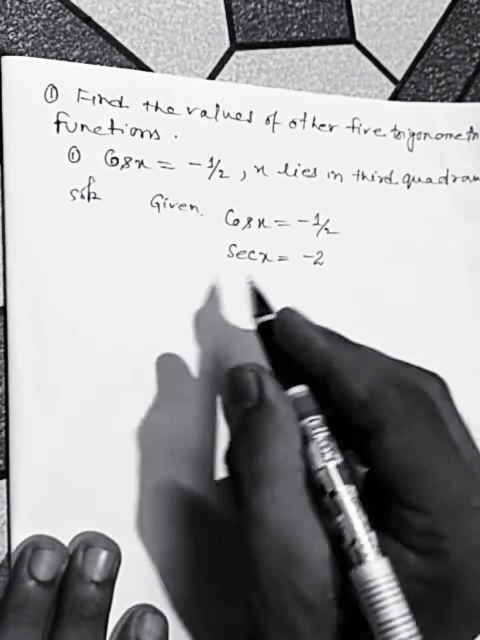 ① Find the values of other five trigonometr
functions.
① Cosx = -1/2, x lies in third quadran
soln Given, Cosx = -1/2
Secx = -2